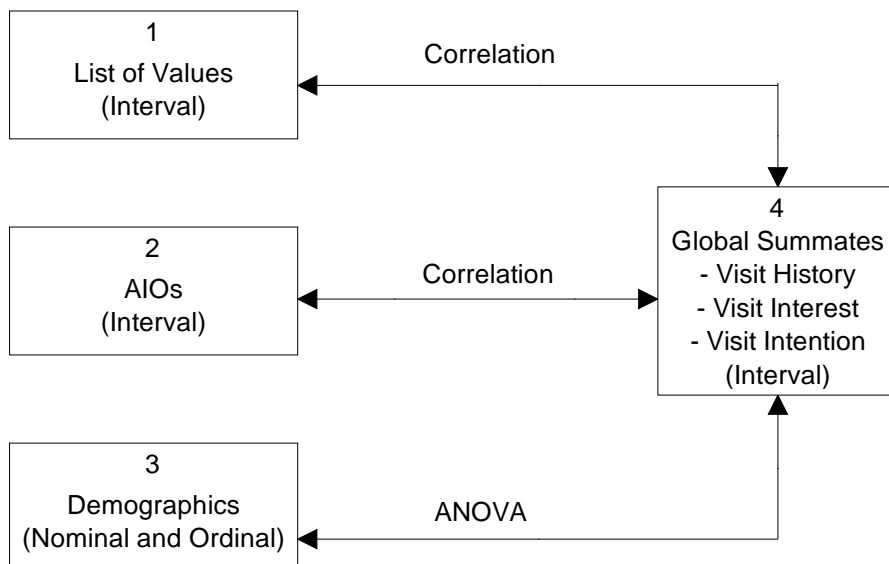 1
List of Values
(Interval)
Correlation
2
AIOs
(Interval)
Correlation
4
Global Summates
- Visit History
- Visit Interest
- Visit Intention
(Interval)
3
Demographics
(Nominal and Ordinal)
ANOVA